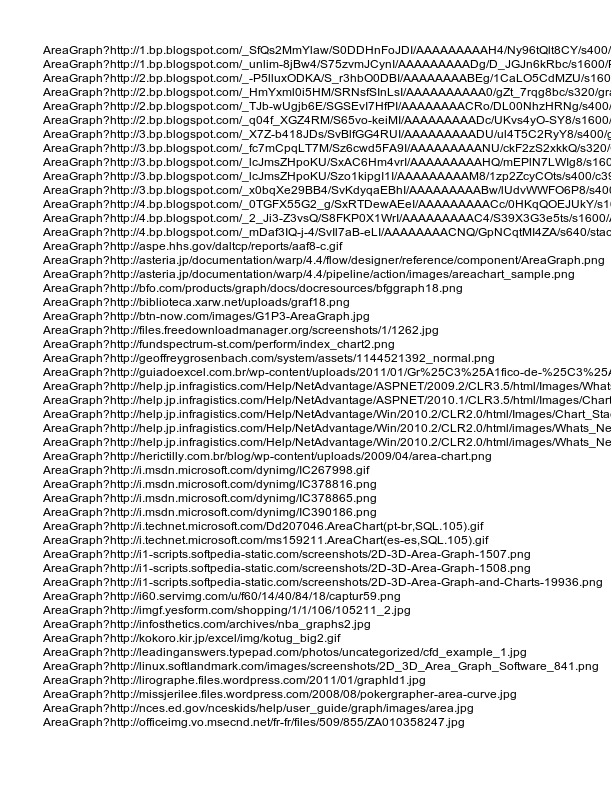 AreaGraph?http://1.bp.blogspot.com/_SfQs2MmYlaw/S0DDHnFoJDI/AAAAAAAAAH4/Ny96tQlt8CY/s400/
AreaGraph?http://1.bp.blogspot.com/_unlim-8jBw4/S75zvmJCynI/AAAAAAAAADg/D_JGJn6kRbc/s1600/
AreaGraph?http://2.bp.blogspot.com/_-P5IluxODKA/S_r3hbO0DBI/AAAAAAAABEg/1CaLO5CdMZU/s160
AreaGraph?http://2.bp.blogspot.com/_HmYxml0i5HM/SRNsfSInLsI/AAAAAAAAAA0/gZt_7rqg8bc/s320/gra
AreaGraph?http://2.bp.blogspot.com/_TJb-wUgjb6E/SGSEvI7HfPI/AAAAAAAACRo/DL00NhzHRNg/s400/
AreaGraph?http://2.bp.blogspot.com/_q04f_XGZ4RM/S65vo-keiMI/AAAAAAAAADc/UKvs4yO-SY8/s1600/
AreaGraph?http://3.bp.blogspot.com/_X7Z-b418JDs/SvBlfGG4RUI/AAAAAAAAADU/uI4T5C2RyY8/s400/g
AreaGraph?http://3.bp.blogspot.com/_fc7mCpqLT7M/Sz6cwd5FA9I/AAAAAAAAANU/ckF2zS2xkkQ/s320/
AreaGraph?http://3.bp.blogspot.com/_lcJmsZHpoKU/SxAC6Hm4vrI/AAAAAAAAAHQ/mEPIN7LWlg8/s160
AreaGraph?http://3.bp.blogspot.com/_lcJmsZHpoKU/Szo1kipgI1I/AAAAAAAAAM8/1zp2ZcyCOts/s400/c39
AreaGraph?http://3.bp.blogspot.com/_x0bqXe29BB4/SvKdyqaEBhI/AAAAAAAAABw/lUdvWWFO6P8/s400
AreaGraph?http://4.bp.blogspot.com/_0TGFX55G2_g/SxRTDewAEeI/AAAAAAAAACc/0HKqQOEJUkY/s16
AreaGraph?http://4.bp.blogspot.com/_2_Ji3-Z3vsQ/S8FKP0X1WrI/AAAAAAAAAC4/S39X3G3e5ts/s1600/
AreaGraph?http://4.bp.blogspot.com/_mDaf3IQ-j-4/SvII7aB-eLI/AAAAAAAACNQ/GpNCqtMI4ZA/s640/stac
AreaGraph?http://aspe.hhs.gov/daltcp/reports/aaf8-c.gif
AreaGraph?http://asteria.jp/documentation/warp/4.4/flow/designer/reference/component/AreaGraph.png
AreaGraph?http://asteria.jp/documentation/warp/4.4/pipeline/action/images/areachart_sample.png
AreaGraph?http://bfo.com/products/graph/docs/docresources/bfggraph18.png
AreaGraph?http://biblioteca.xarw.net/uploads/graf18.png
AreaGraph?http://btn-now.com/images/G1P3-AreaGraph.jpg
AreaGraph?http://files.freedownloadmanager.org/screenshots/1/1262.jpg
AreaGraph?http://fundspectrum-st.com/perform/index_chart2.png
AreaGraph?http://geoffreygrosenbach.com/system/assets/1144521392_normal.png
AreaGraph?http://guiadoexcel.com.br/wp-content/uploads/2011/01/Gr%25C3%25A1fico-de-%25C3%25A
AreaGraph?http://help.jp.infragistics.com/Help/NetAdvantage/ASPNET/2009.2/CLR3.5/html/Images/What
AreaGraph?http://help.jp.infragistics.com/Help/NetAdvantage/ASPNET/2010.1/CLR3.5/html/Images/Chart
AreaGraph?http://help.jp.infragistics.com/Help/NetAdvantage/Win/2010.2/CLR2.0/html/Images/Chart_Sta
AreaGraph?http://help.jp.infragistics.com/Help/NetAdvantage/Win/2010.2/CLR2.0/html/images/Whats_Ne
AreaGraph?http://help.jp.infragistics.com/Help/NetAdvantage/Win/2010.2/CLR2.0/html/images/Whats_Ne
AreaGraph?http://herictilly.com.br/blog/wp-content/uploads/2009/04/area-chart.png
AreaGraph?http://i.msdn.microsoft.com/dynimg/IC267998.gif
AreaGraph?http://i.msdn.microsoft.com/dynimg/IC378816.png
AreaGraph?http://i.msdn.microsoft.com/dynimg/IC378865.png
AreaGraph?http://i.msdn.microsoft.com/dynimg/IC390186.png
AreaGraph?http://i.technet.microsoft.com/Dd207046.AreaChart(pt-br,SQL.105).gif
AreaGraph?http://i.technet.microsoft.com/ms159211.AreaChart(es-es,SQL.105).gif
AreaGraph?http://i1-scripts.softpedia-static.com/screenshots/2D-3D-Area-Graph-1507.png
AreaGraph?http://i1-scripts.softpedia-static.com/screenshots/2D-3D-Area-Graph-1508.png
AreaGraph?http://i1-scripts.softpedia-static.com/screenshots/2D-3D-Area-Graph-and-Charts-19936.png
AreaGraph?http://i60.servimg.com/u/f60/14/40/84/18/captur59.png
AreaGraph?http://imgf.yesform.com/shopping/1/1/106/105211_2.jpg
AreaGraph?http://infosthetics.com/archives/nba_graphs2.jpg
AreaGraph?http://kokoro.kir.jp/excel/img/kotug_big2.gif
AreaGraph?http://leadinganswers.typepad.com/photos/uncategorized/cfd_example_1.jpg
AreaGraph?http://linux.softlandmark.com/images/screenshots/2D_3D_Area_Graph_Software_841.png
AreaGraph?http://lirographe.files.wordpress.com/2011/01/graphld1.jpg
AreaGraph?http://missjerilee.files.wordpress.com/2008/08/pokergrapher-area-curve.jpg
AreaGraph?http://nces.ed.gov/nceskids/help/user_guide/graph/images/area.jpg
AreaGraph?http://officeimg.vo.msecnd.net/fr-fr/files/509/855/ZA010358247.jpg